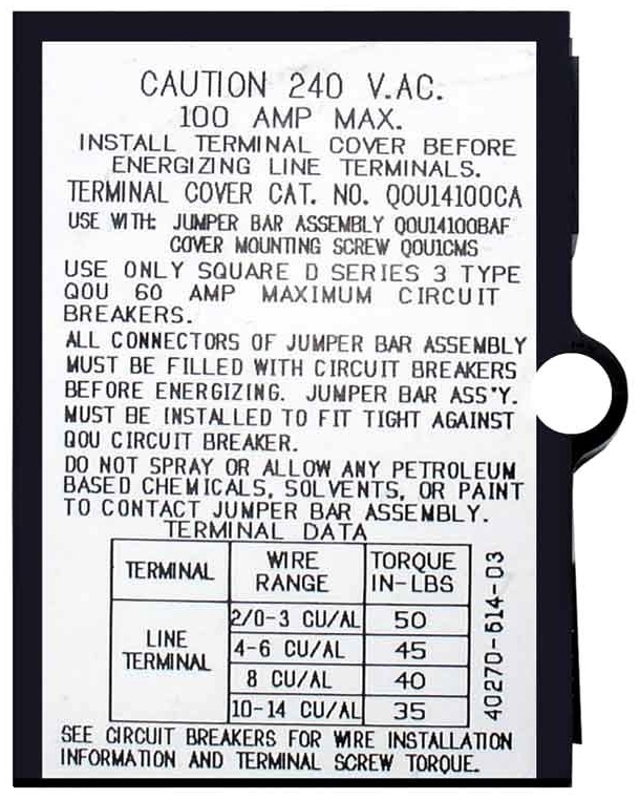 CAUTION 240 V.AC.
100 AMP MAX.
INSTALL TERMINAL COVER BEFORE
ENERGIZING LINE TERMINALS.
TERMINAL COVER CAT. NO. QOU14100CA
USE WITH: JUMPER BAR ASSEMBLY QOU14100BAF
COVER MOUNTING SCREW QOU1CMS
USE ONLY SQUARE D SERIES 3 TYPE
QOU 60 AMP MAXIMUM CIRCUIT
BREAKERS.
ALL CONNECTORS OF JUMPER BAR ASSEMBLY
MUST BE FILLED WITH CIRCUIT BREAKERS
BEFORE ENERGIZING. JUMPER BAR ASS'Y.
MUST BE INSTALLED TO FIT TIGHT AGAINST
QOU CIRCUIT BREAKER.
DO NOT SPRAY OR ALLOW ANY PETROLEUM
BASED CHEMICALS, SOLVENTS, OR PAINT
TO CONTACT JUMPER BAR ASSEMBLY.
TERMINAL DATA
TERMINAL WIRE RANGE TORQUE IN-LBS
LINE TERMINAL
2/0-3 CU/AL 50
4-6 CU/AL 45
8 CU/AL 40
10-14 CU/AL 35
40270-514-03
SEE CIRCUIT BREAKERS FOR WIRE INSTALLATION
INFORMATION AND TERMINAL SCREW TORQUE.